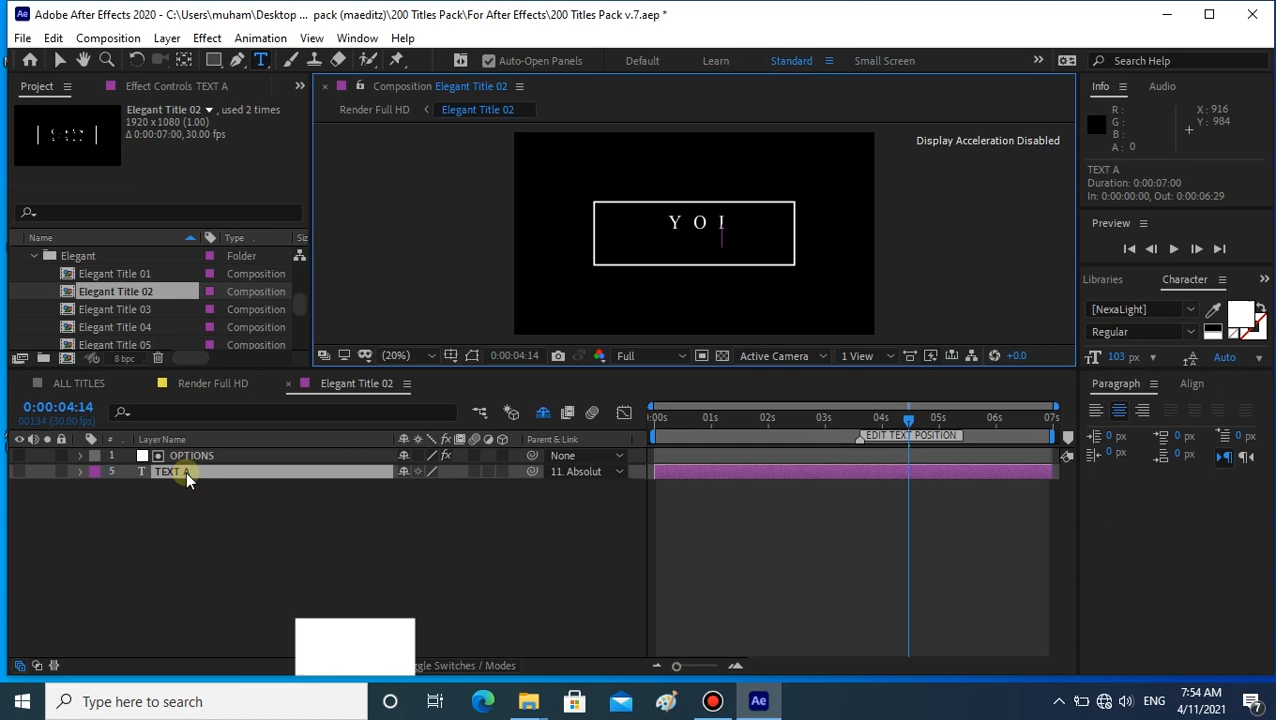 Adobe After Effects 2020 - C:\Users\muham\Desktop ... pack (maeditz)\200 Titles Pack\For After Effects\200 Titles Pack v.7.aep *
File Edit Composition Layer Effect Animation View Window Help
Auto-Open Panels Default Learn Standard Small Screen Search Help
Project Effect Controls TEXT A Composition Elegant Title 02 Info Audio
Elegant Title 02, used 2 times Render Full HD Elegant Title 02 R: X: 916
1920 x 1080 (1.00) G: Y: 984
Δ 0:00:07:00, 30.00 fps B:
Display Acceleration Disabled A: 0
TEXT A
Duration: 0:00:07:00
In: 0:00:00:00, Out: 0:00:06:29
Y O I
Preview
Name Type Siz
Elegant Folder
Elegant Title 01 Composition
Elegant Title 02 Composition
Elegant Title 03 Composition
Elegant Title 04 Composition
Elegant Title 05 Composition
Libraries Character
[NexaLight]
Regular
8 bpc (20%) 0:00:04:14 Full Active Camera 1 View +0.0 103 px Auto
ALL TITLES Render Full HD Elegant Title 02 Paragraph Align
0:00:04:14
00134 (30.00 fps)
:00s 01s 02s 03s 04s 05s 06s 07s
EDIT TEXT POSITION
# Layer Name fx Parent & Link
1 OPTIONS fx None
5 T TEXT A 11. Absolut
0 px 0 px 0 px
0 px 0 px
ggle Switches / Modes
Type here to search
Ae
ENG 7:54 AM
4/11/2021
7